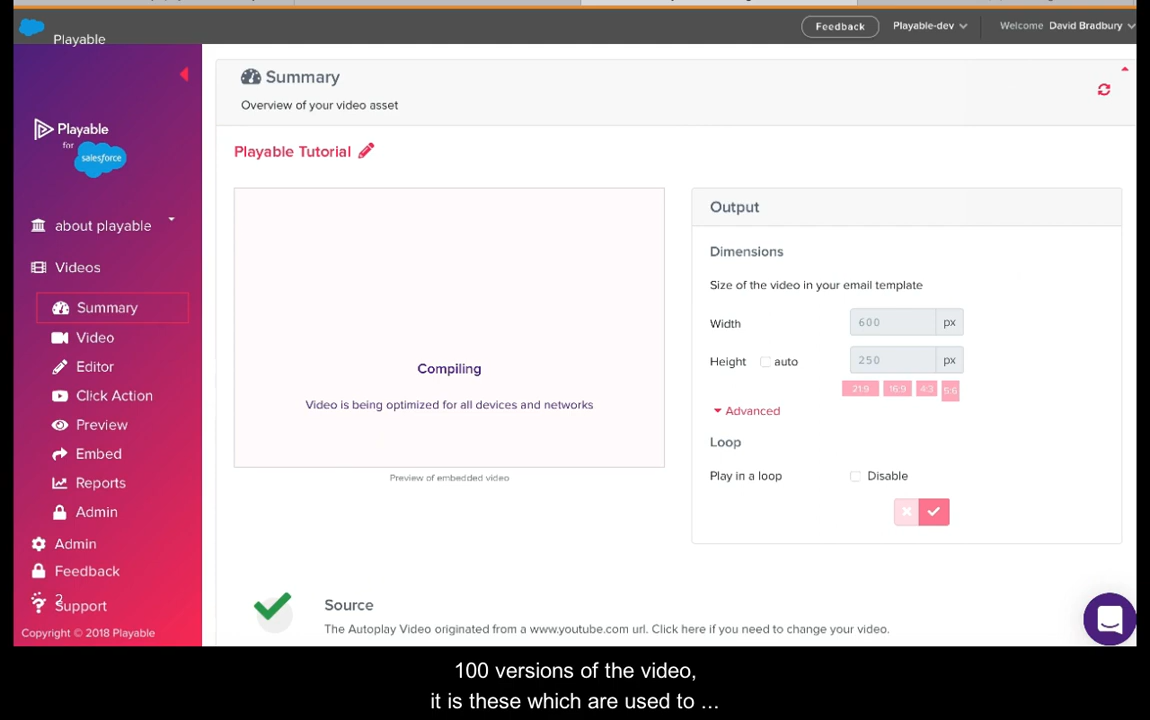 Playable
Feedback
Playable-dev
Welcome David Bradbury
Playable
for
salesforce
about playable
Videos
Summary
Video
Editor
Click Action
Preview
Embed
Reports
Admin
Admin
Feedback
?
Support
Copyright © 2018 Playable
Summary
Overview of your video asset
Playable Tutorial
Compiling
Video is being optimized for all devices and networks
Preview of embedded video
Output
Dimensions
Size of the video in your email template
Width 600 px
Height auto 250 px
21:9 16:9 4:3 5:6
Advanced
Loop
Play in a loop Disable
Source
The Autoplay Video originated from a www.youtube.com url. Click here if you need to change your video.
100 versions of the video,
it is these which are used to ...